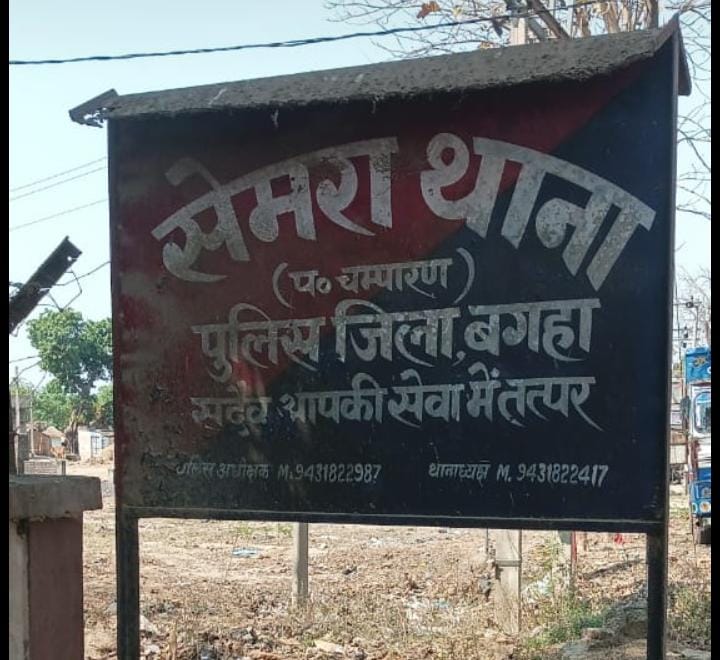 सेमरा थाना
(प० चम्पारण)
पुलिस जिला, बगहा
सदैव आपकी सेवा में तत्पर
पुलिस अधीक्षक M.9431822987 थानाध्यक्ष M. 9431822417